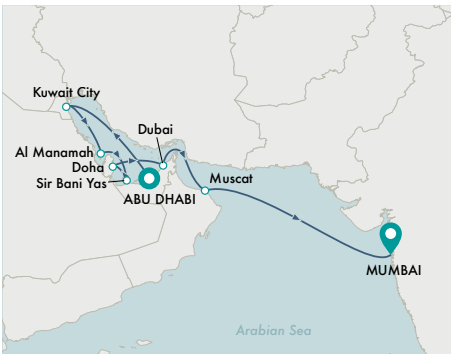 Kuwait City
Dubai
Al Manamah
Doha
Sir Bani Yas
Muscat
ABU DHABI
MUMBAI
Arabian Sea